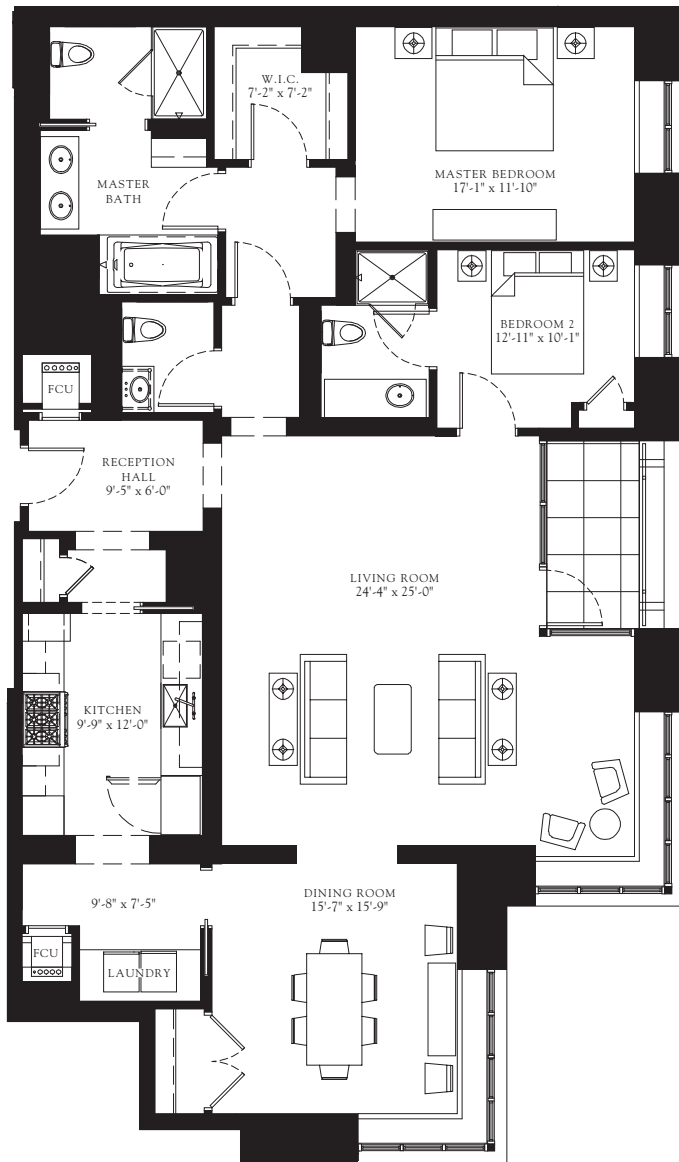 W.I.C.
7'-2" x 7'-2"
MASTER
BATH
MASTER BEDROOM
17'-1" x 11'-10"
BEDROOM 2
12'-11" x 10'-1"
FCU
RECEPTION
HALL
9'-5" x 6'-0"
LIVING ROOM
24'-4" x 25'-0"
KITCHEN
9'-9" x 12'-0"
9'-8" x 7'-5"
DINING ROOM
15'-7" x 15'-9"
FCU
LAUNDRY